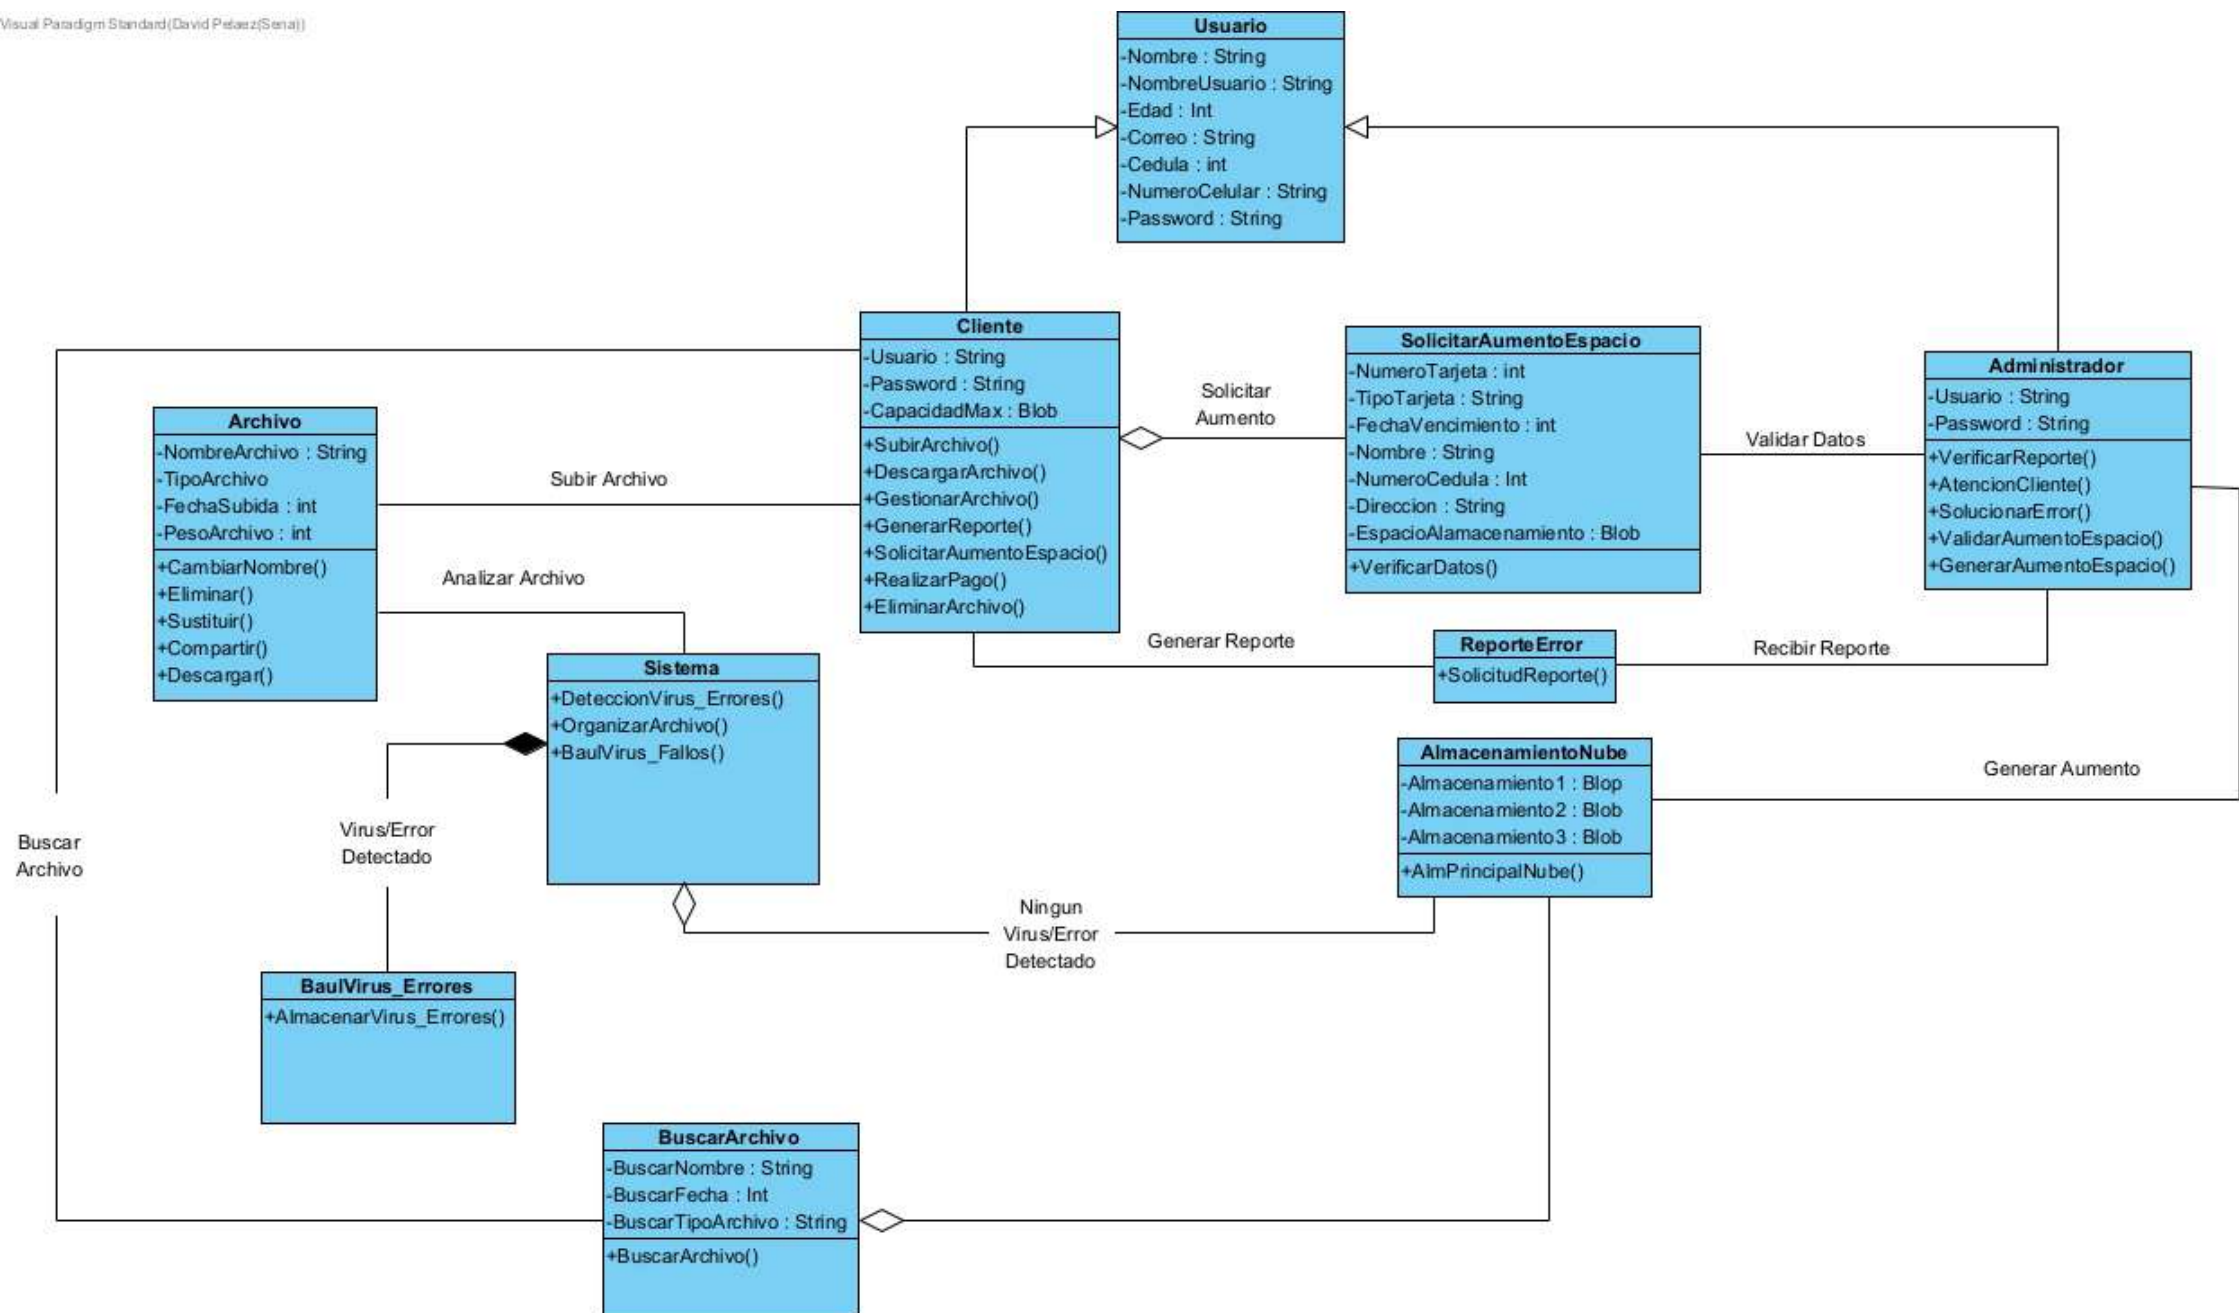 Visual Paradigm Standard(David Pelaez(Sena))
Usuario
-Nombre : String
-NombreUsuario : String
-Edad : Int
-Correo : String
-Cedula : int
-NumeroCelular : String
-Password : String
Cliente
-Usuario : String
-Password : String
-CapacidadMax : Blob
+SubirArchivo()
+DescargarArchivo()
+GestionarArchivo()
+GenerarReporte()
+SolicitarAumentoEspacio()
+RealizarPago()
+EliminarArchivo()
Solicitar
Aumento
SolicitarAumentoEspacio
-NumeroTarjeta : int
-TipoTarjeta : String
-FechaVencimiento : int
-Nombre : String
-NumeroCedula : Int
-Direccion : String
-EspacioAlamacenamiento : Blob
+VerificarDatos()
Validar Datos
Administrador
-Usuario : String
-Password : String
+VerificarReporte()
+AtencionCliente()
+SolucionarError()
+ValidarAumentoEspacio()
+GenerarAumentoEspacio()
Archivo
-NombreArchivo : String
-TipoArchivo
-FechaSubida : int
-PesoArchivo : int
+CambiarNombre()
+Eliminar()
+Sustituir()
+Compartir()
+Descargar()
Subir Archivo
Analizar Archivo
Generar Reporte
ReporteError
+SolicitudReporte()
Recibir Reporte
Sistema
+DeteccionVirus_Errores()
+OrganizarArchivo()
+BaulVirus_Fallos()
AlmacenamientoNube
-Almacenamiento1 : Blop
-Almacenamiento2 : Blob
-Almacenamiento3 : Blob
+AlmPrincipalNube()
Generar Aumento
Buscar
Archivo
Virus/Error
Detectado
Ningun
Virus/Error
Detectado
BaulVirus_Errores
+AlmacenarVirus_Errores()
BuscarArchivo
-BuscarNombre : String
-BuscarFecha : Int
-BuscarTipoArchivo : String
+BuscarArchivo()